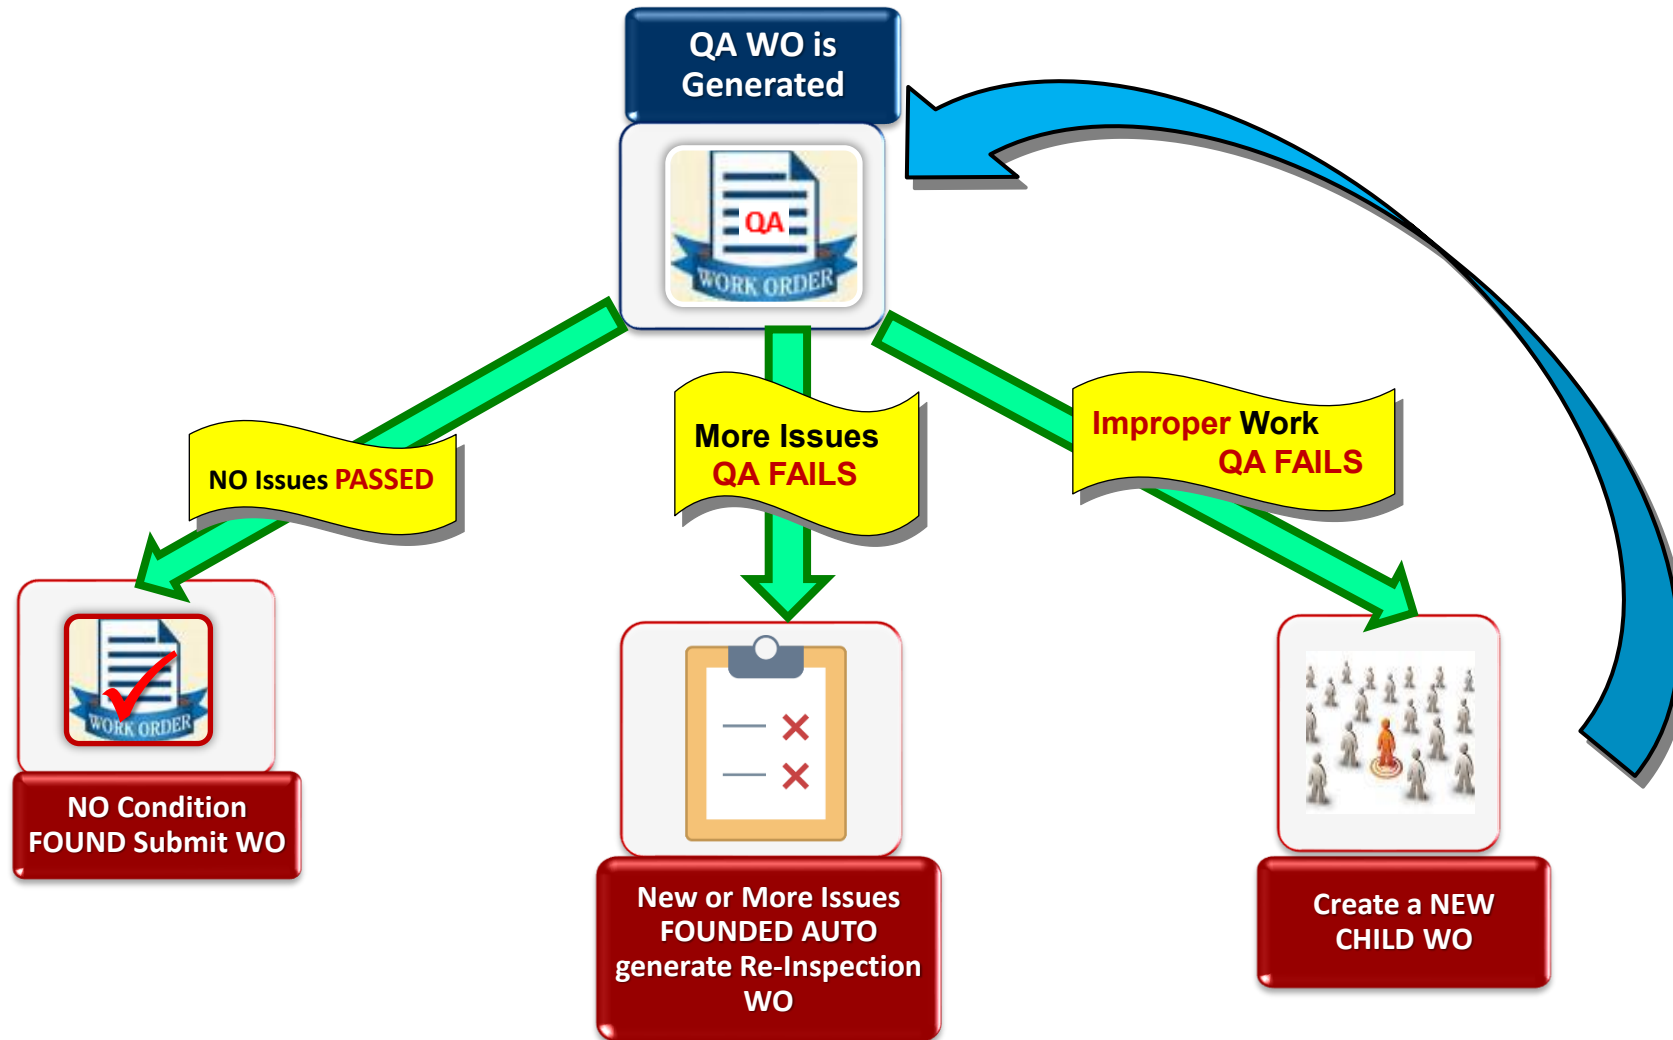 QA WO is
Generated
QA
WORK ORDER
NO Issues PASSED
More Issues
QA FAILS
Improper Work
QA FAILS
WORK ORDER
NO Condition
FOUND Submit WO
New or More Issues
FOUNDED AUTO
generate Re-Inspection
WO
Create a NEW
CHILD WO